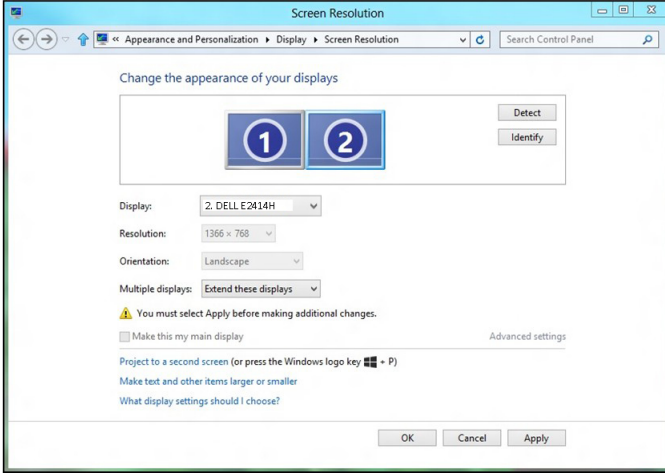 Screen Resolution
« Appearance and Personalization Display Screen Resolution Search Control Panel
Change the appearance of your displays
1 2
Detect
Identify
Display: 2. DELL E2414H
Resolution: 1366 × 768
Orientation: Landscape
Multiple displays: Extend these displays
You must select Apply before making additional changes.
Make this my main display Advanced settings
Project to a second screen (or press the Windows logo key + P)
Make text and other items larger or smaller
What display settings should I choose?
OK Cancel Apply